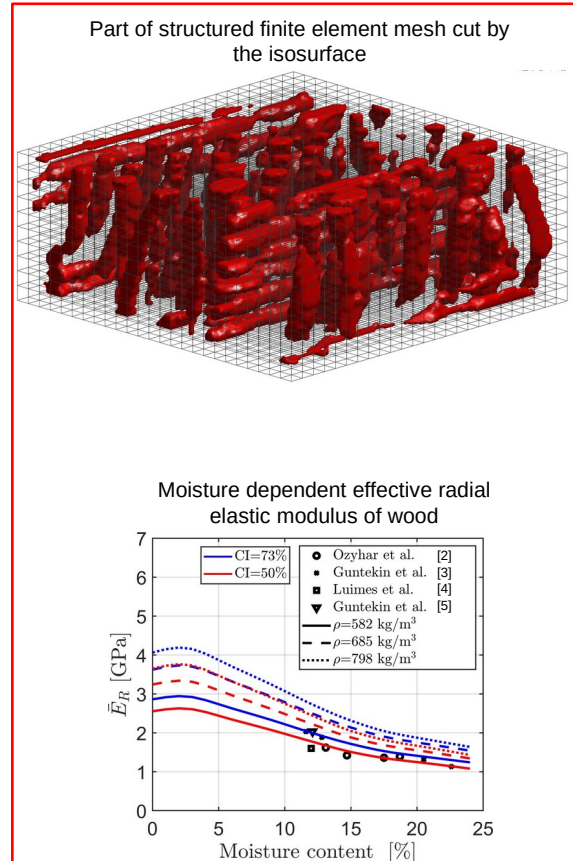 Part of structured finite element mesh cut by
the isosurface
Moisture dependent effective radial
elastic modulus of wood
7
6
5
4
3
2
1
0
Ē_R [GPa]
CI=73%
CI=50%
Ozyhar et al. [2]
Guntekin et al. [3]
Luimes et al. [4]
Guntekin et al. [5]
ρ=582 kg/m³
ρ=685 kg/m³
ρ=798 kg/m³
0 5 10 15 20 25
Moisture content [%]